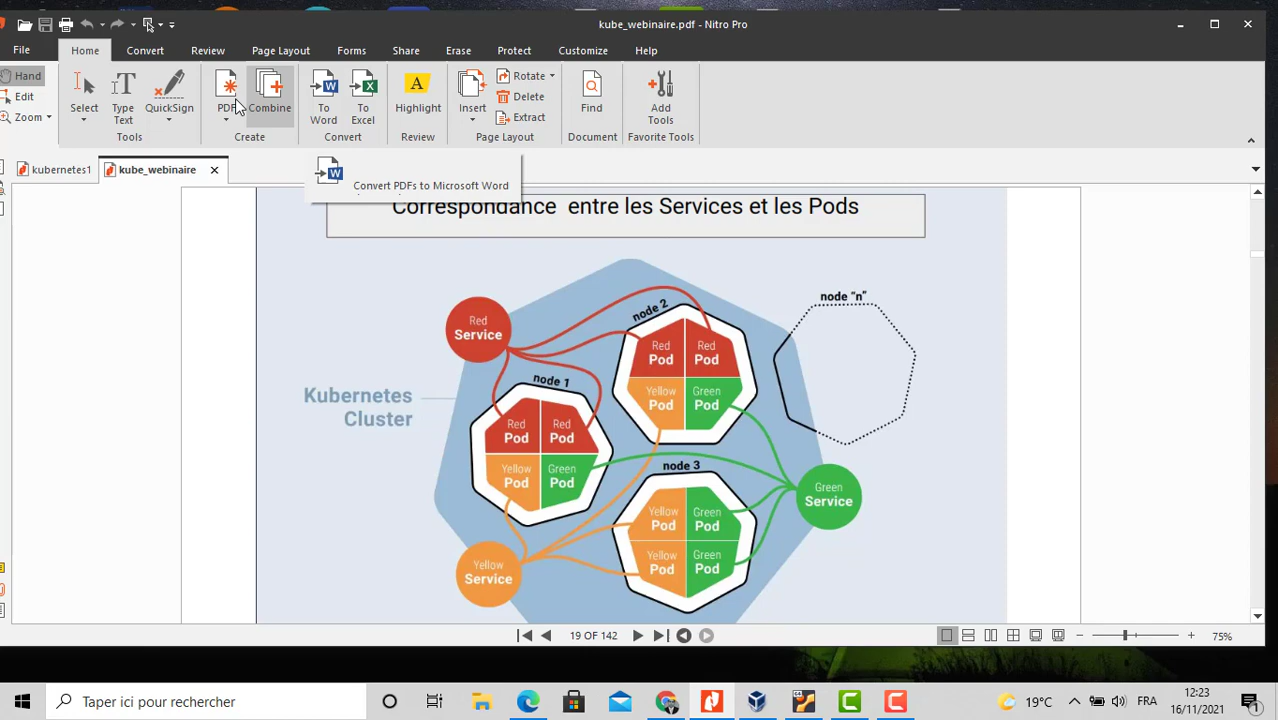 kube_webinaire.pdf - Nitro Pro
File Home Convert Review Page Layout Forms Share Erase Protect Customize Help
Hand
Edit
Zoom
Select
Type Text
QuickSign
Tools
PDF
Combine
Create
To Word
To Excel
Convert
Highlight
Review
Insert
Rotate
Delete
Extract
Page Layout
Find
Document
Add Tools
Favorite Tools
kubernetes1
kube_webinaire
Convert PDFs to Microsoft Word
Correspondance entre les Services et les Pods
node "n"
node 2
Red Service
Red Pod
Red Pod
Yellow Pod
Green Pod
Kubernetes
Cluster
node 1
Red Pod
Red Pod
Yellow Pod
Green Pod
node 3
Yellow Pod
Green Pod
Yellow Pod
Green Pod
Green Service
Yellow Service
19 OF 142
75%
Taper ici pour rechercher
19°C
FRA
12:23
16/11/2021